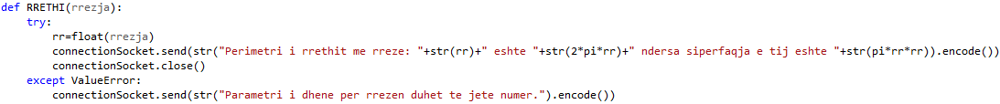 def RRETHI(rrezja):
    try:
        rr=float(rrezja)
        connectionSocket.send(str("Perimetri i rrethit me rreze: "+str(rr)+" eshte "+str(2*pi*rr)+" ndersa siperfaqja e tij eshte "+str(pi*rr*rr)).encode())
        connectionSocket.close()
    except ValueError:
        connectionSocket.send(str("Parametri i dhene per rrezen duhet te jete numer.").encode())